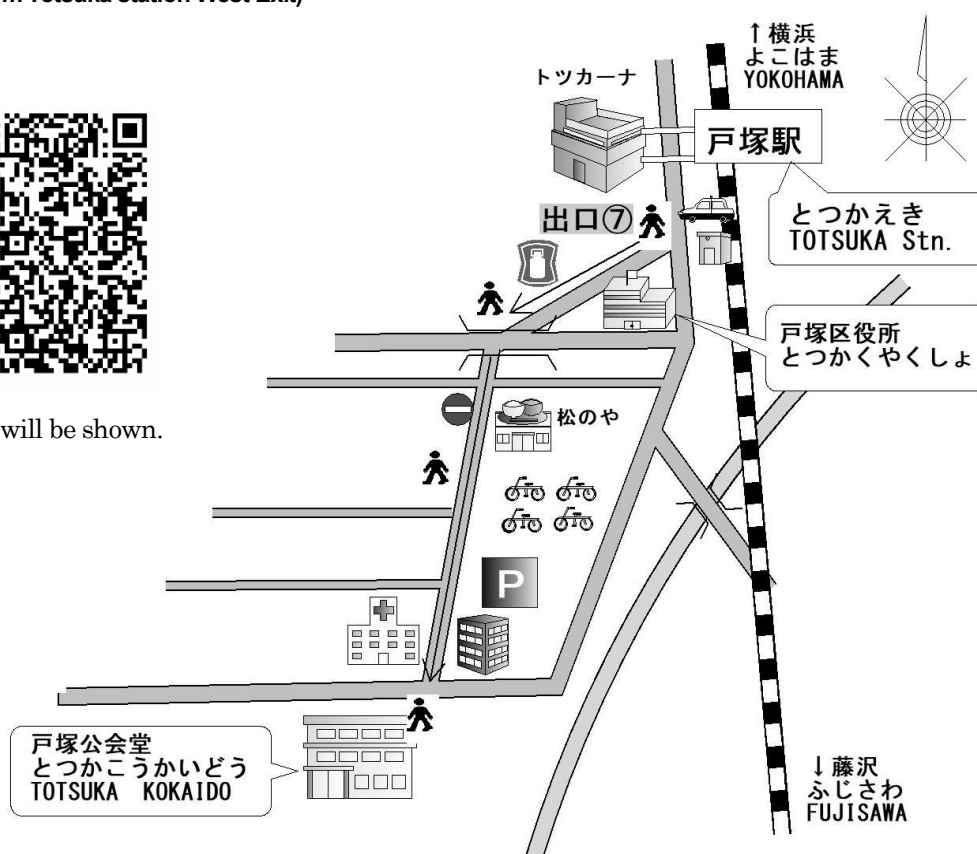 Totsuka station West Exit)
↑横浜
よこはま
YOKOHAMA
トツカーナ
戸塚駅
出口⑦
とつかえき
TOTSUKA Stn.
戸塚区役所
とつかくやくしょ
will be shown.
松のや
P
戸塚公会堂
とつかこうかいどう
TOTSUKA KOKAIDO
↓藤沢
ふじさわ
FUJISAWA